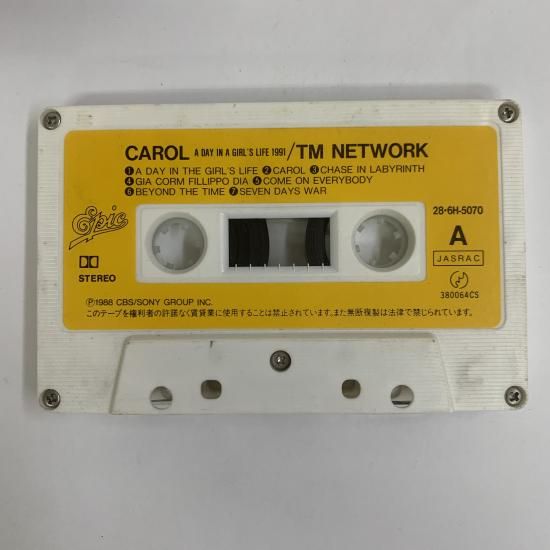 CAROL A DAY IN A GIRL'S LIFE 1991/TM NETWORK
❶A DAY IN THE GIRL'S LIFE ❷CAROL ❸CHASE IN LABYRINTH
❹GIA CORM FILLIPPO DIA ❺COME ON EVERYBODY
❻BEYOND THE TIME ❼SEVEN DAYS WAR
Epic
28・6H-5070
A
JASRAC
STEREO
380064CS
Ⓟ1988 CBS/SONY GROUP INC.
このテープを権利者の許諾なく賃貸業に使用することは禁止されています。また無断複製は法律で禁じられています。